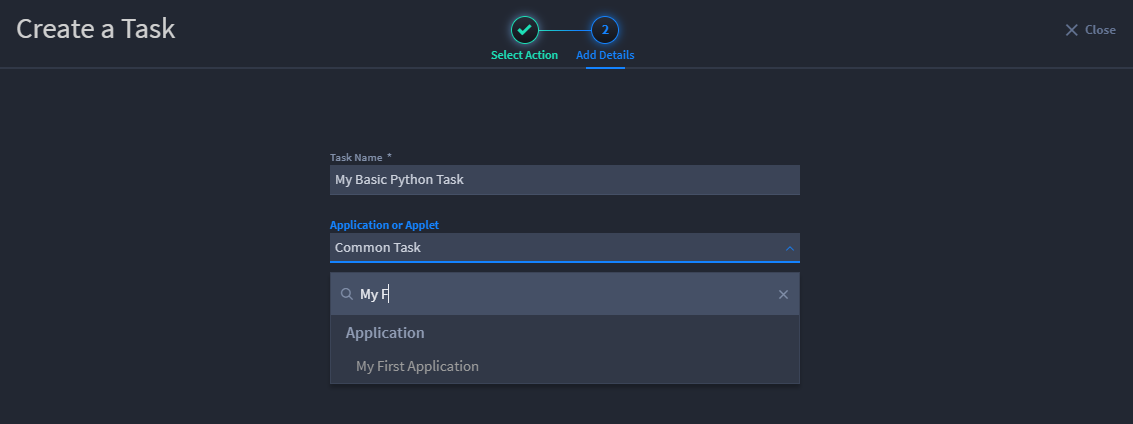 Create a Task
2
Select Action
Add Details
Close
Task Name *
My Basic Python Task
Application or Applet
Common Task
My F
Application
My First Application